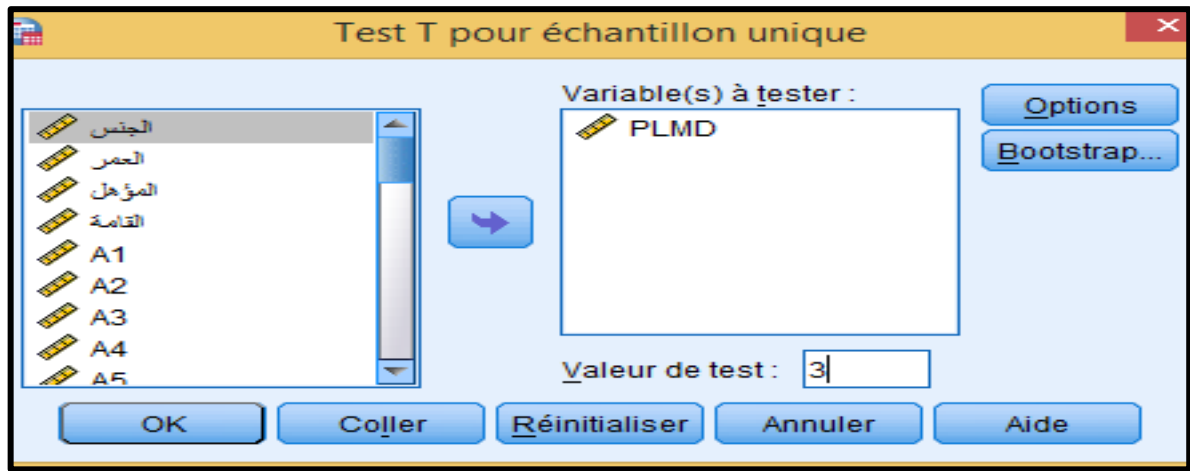 Test T pour échantillon unique
Variable(s) à tester :
الجنس
العمر
المؤهل
القامة
A1
A2
A3
A4
A5
PLMD
Options
Bootstrap...
Valeur de test : 3
OK Coller Réinitialiser Annuler Aide